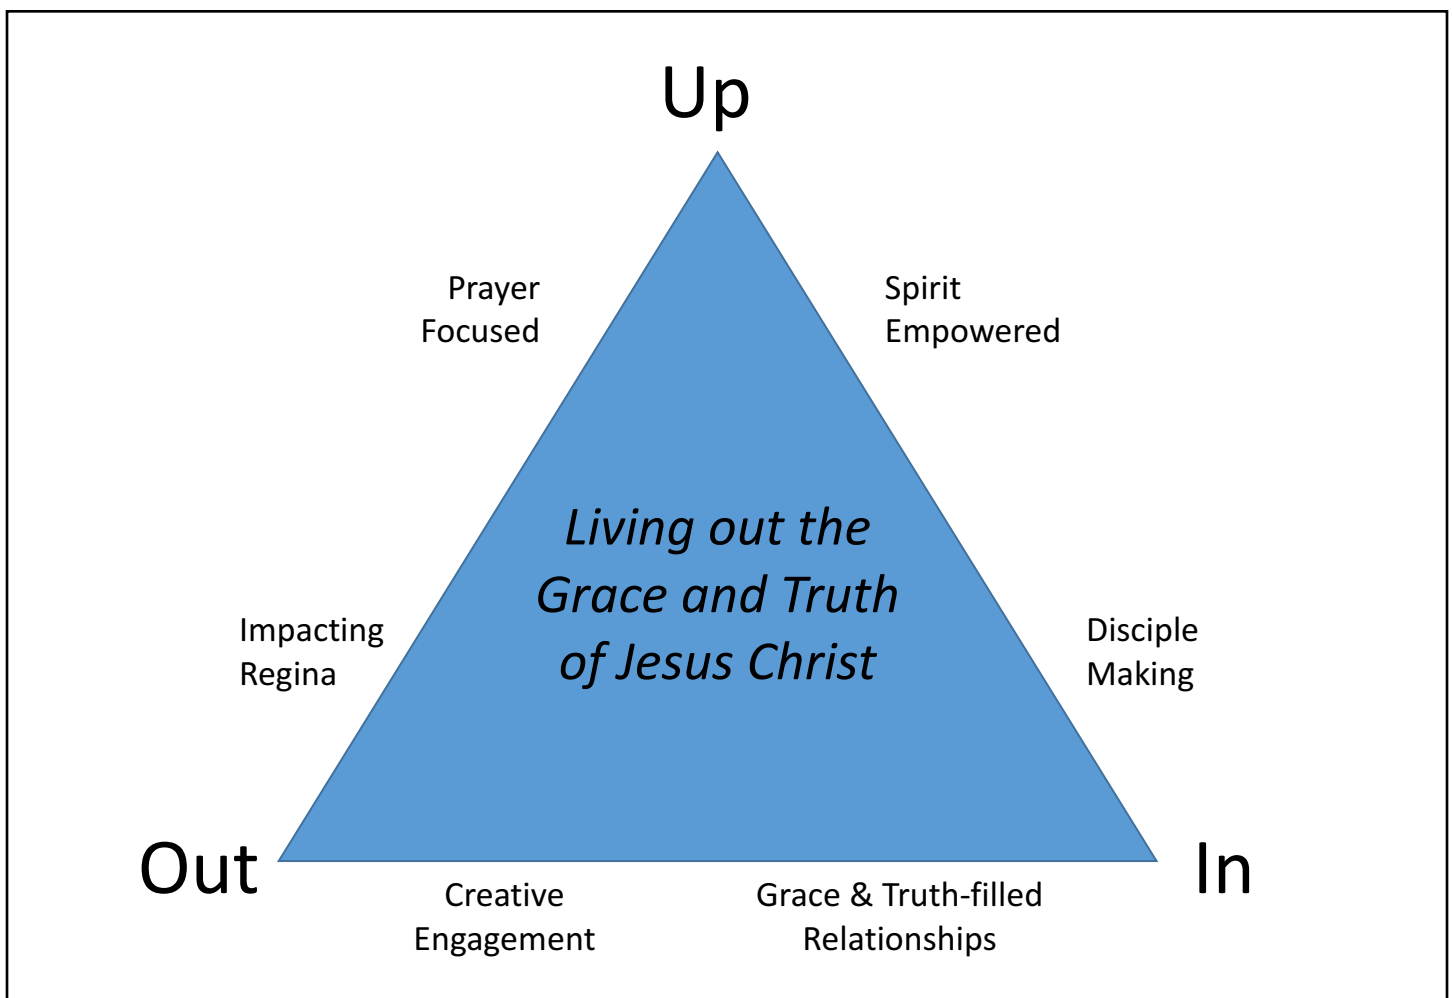 Up
Prayer
Focused
Spirit
Empowered
Living out the
Grace and Truth
of Jesus Christ
Impacting
Regina
Disciple
Making
Out
In
Creative
Engagement
Grace & Truth-filled
Relationships